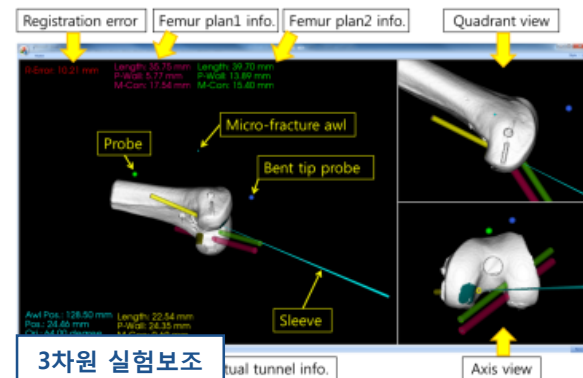 Registration error
Femur plan1 info.
Femur plan2 info.
Quadrant view
R-Error: 10.21 mm
Length: 35.75 mm
P-Wall: 5.77 mm
M-Con: 17.54 mm
Length: 39.70 mm
P-Wall: 13.89 mm
M-Con: 15.40 mm
Micro-fracture awl
Probe
Bent tip probe
Sleeve
Awl Pos.: 128.50 mm
Pos.: 24.46 mm
Length: 22.54 mm
P-Wall: 24.35 mm
3차원 실험보조
tual tunnel info.
Axis view